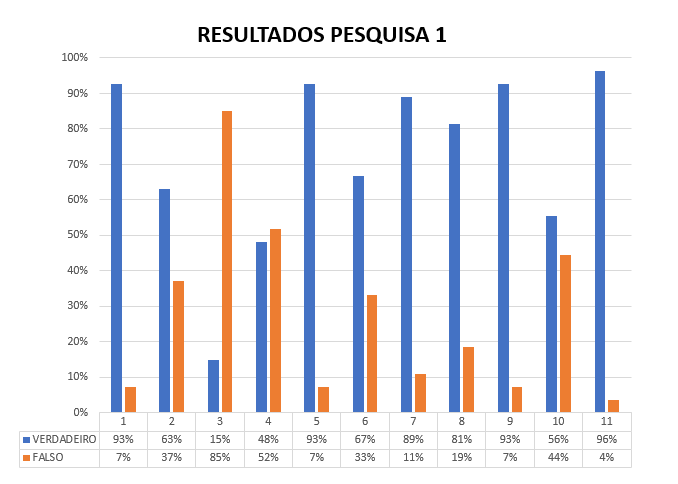 RESULTADOS PESQUISA 1
100%
90%
80%
70%
60%
50%
40%
30%
20%
10%
0%
1 2 3 4 5 6 7 8 9 10 11
VERDADEIRO 93% 63% 15% 48% 93% 67% 89% 81% 93% 56% 96%
FALSO 7% 37% 85% 52% 7% 33% 11% 19% 7% 44% 4%